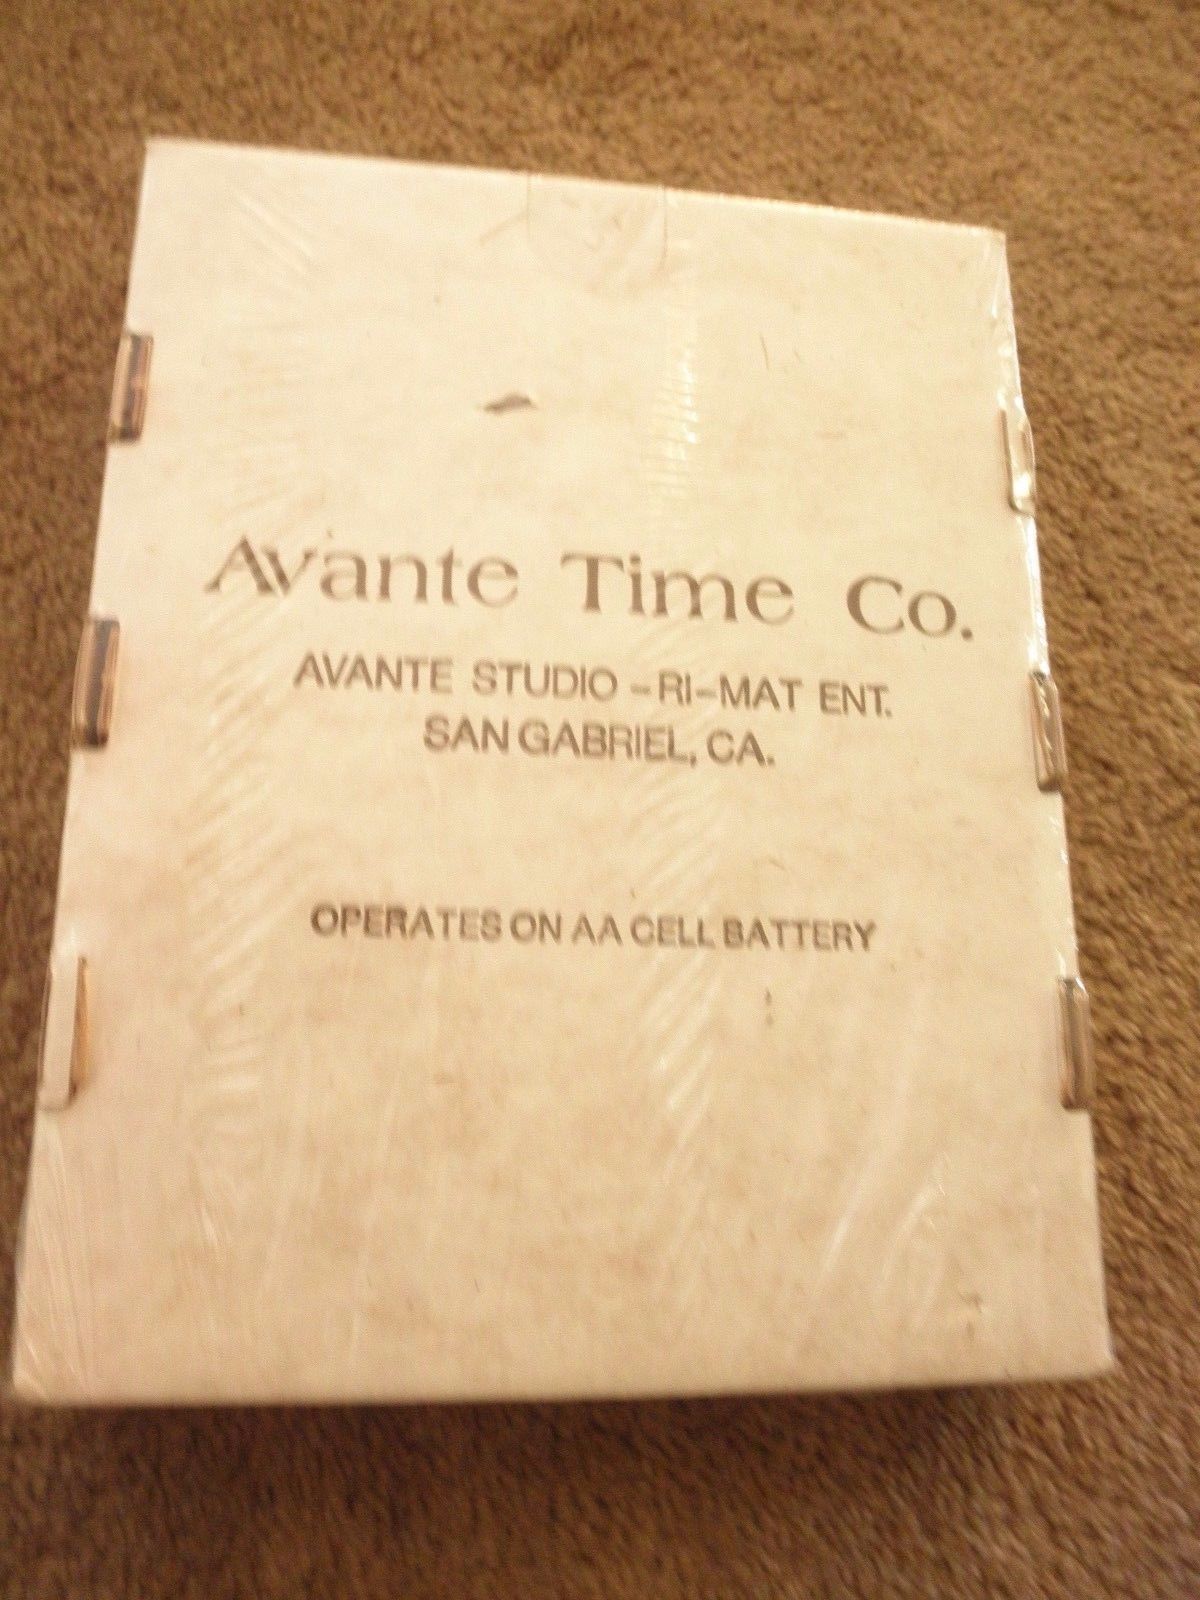 Avante Time Co.
AVANTE STUDIO - RI-MAT ENT.
SAN GABRIEL, CA.
OPERATES ON AA CELL BATTERY